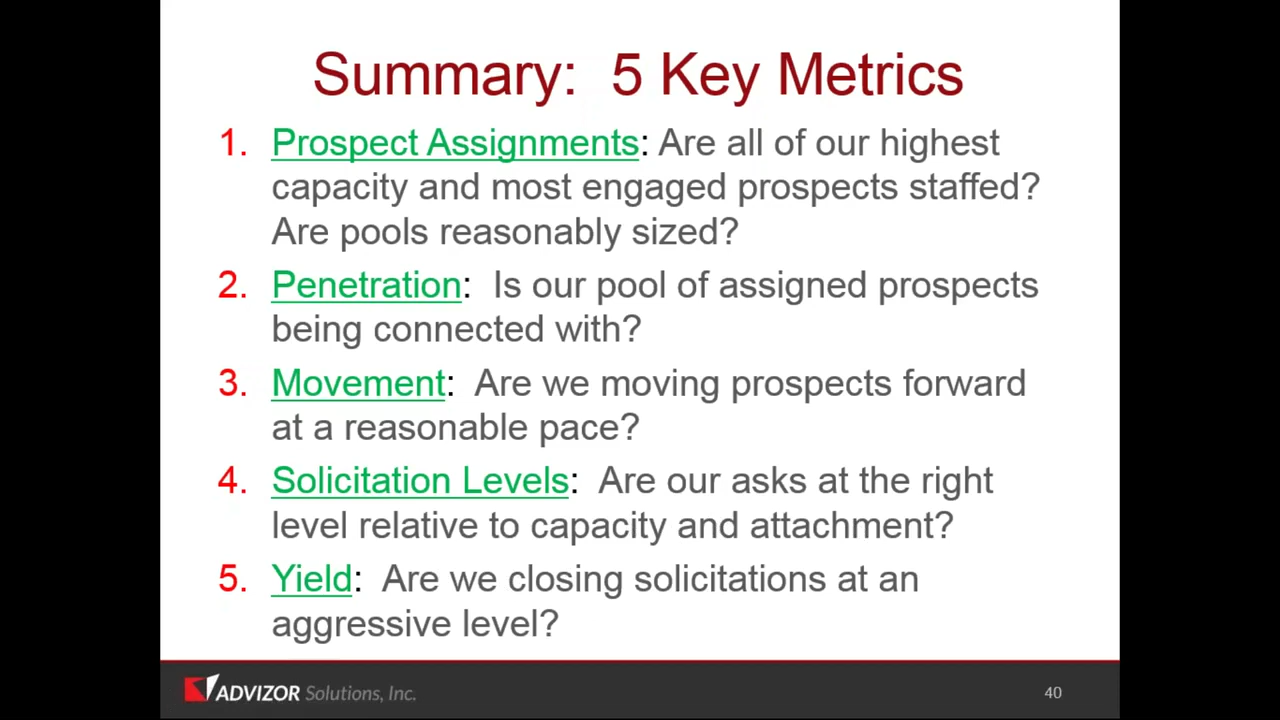 Summary:  5 Key Metrics
1. Prospect Assignments: Are all of our highest
capacity and most engaged prospects staffed?
Are pools reasonably sized?
2. Penetration:  Is our pool of assigned prospects
being connected with?
3. Movement:  Are we moving prospects forward
at a reasonable pace?
4. Solicitation Levels:  Are our asks at the right
level relative to capacity and attachment?
5. Yield:  Are we closing solicitations at an
aggressive level?
ADVIZOR Solutions, Inc.
40